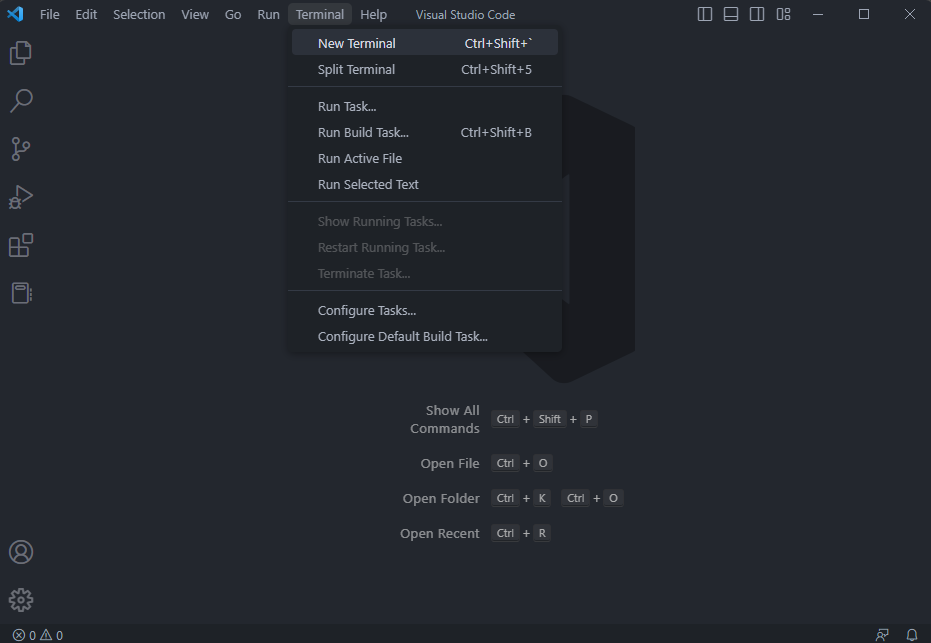 File Edit Selection View Go Run Terminal Help Visual Studio Code
New Terminal Ctrl+Shift+`
Split Terminal Ctrl+Shift+5
Run Task...
Run Build Task... Ctrl+Shift+B
Run Active File
Run Selected Text
Show Running Tasks...
Restart Running Task...
Terminate Task...
Configure Tasks...
Configure Default Build Task...
Show All
Commands Ctrl + Shift + P
Open File Ctrl + O
Open Folder Ctrl + K Ctrl + O
Open Recent Ctrl + R
0 0